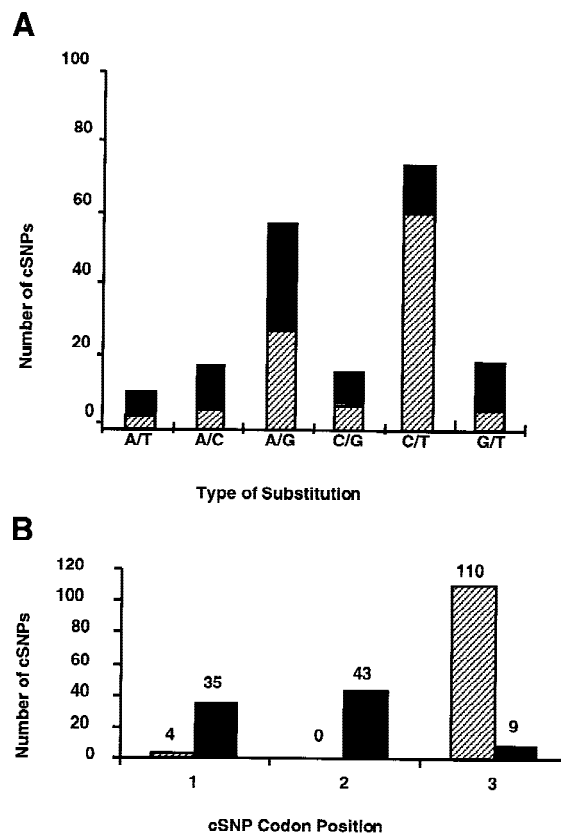 A
100
80
60
40
20
0
Number of cSNPs
A/T A/C A/G C/G C/T G/T
Type of Substitution
B
120
100
80
60
40
20
0
Number of cSNPs
4 35 0 43 110 9
1 2 3
cSNP Codon Position